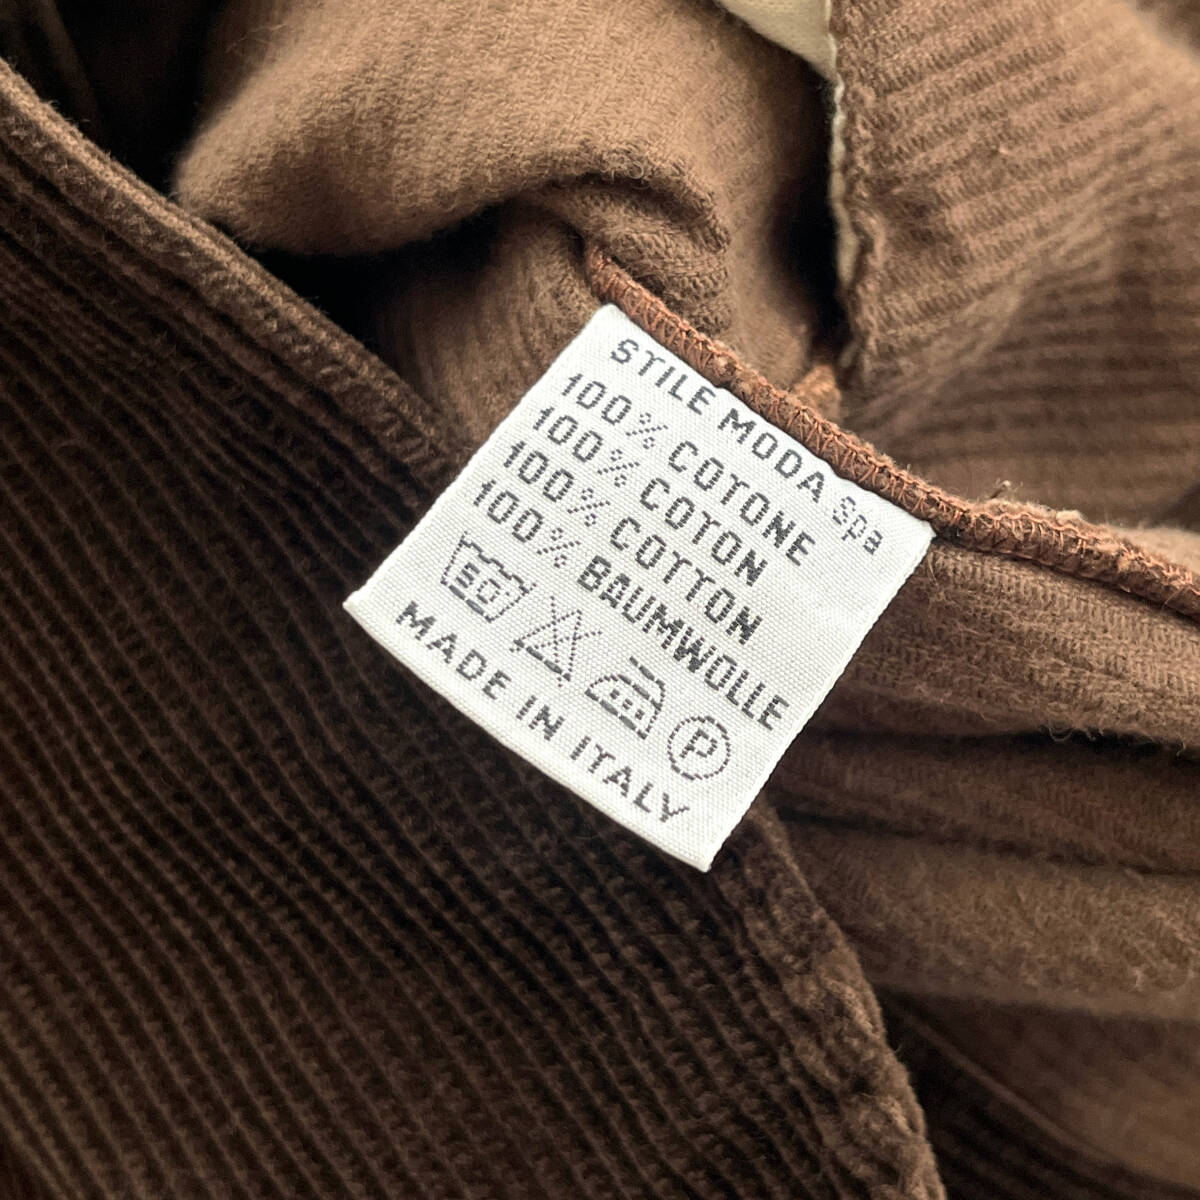 STILE MODA Spa
100% COTONE
100% COTON
100% COTTON
100% BAUMWOLLE
P
MADE IN ITALY